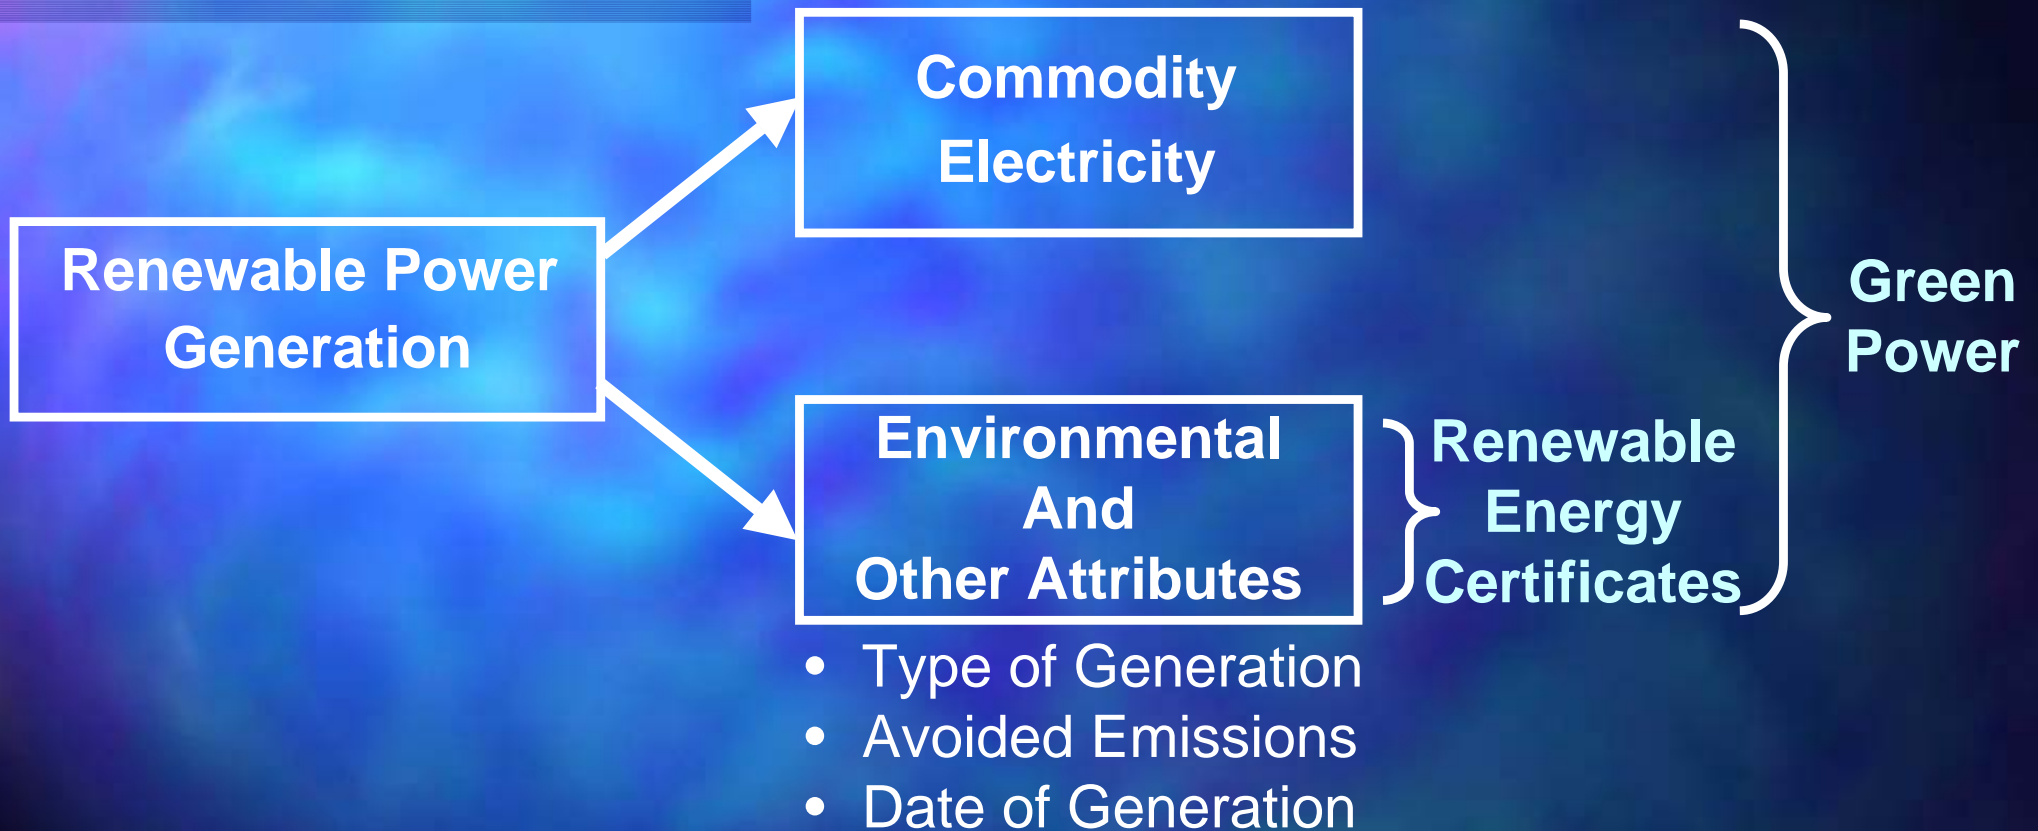 Commodity
Electricity
Renewable Power
Generation
Environmental
And
Other Attributes
Renewable
Energy
Certificates
Green
Power
• Type of Generation
• Avoided Emissions
• Date of Generation